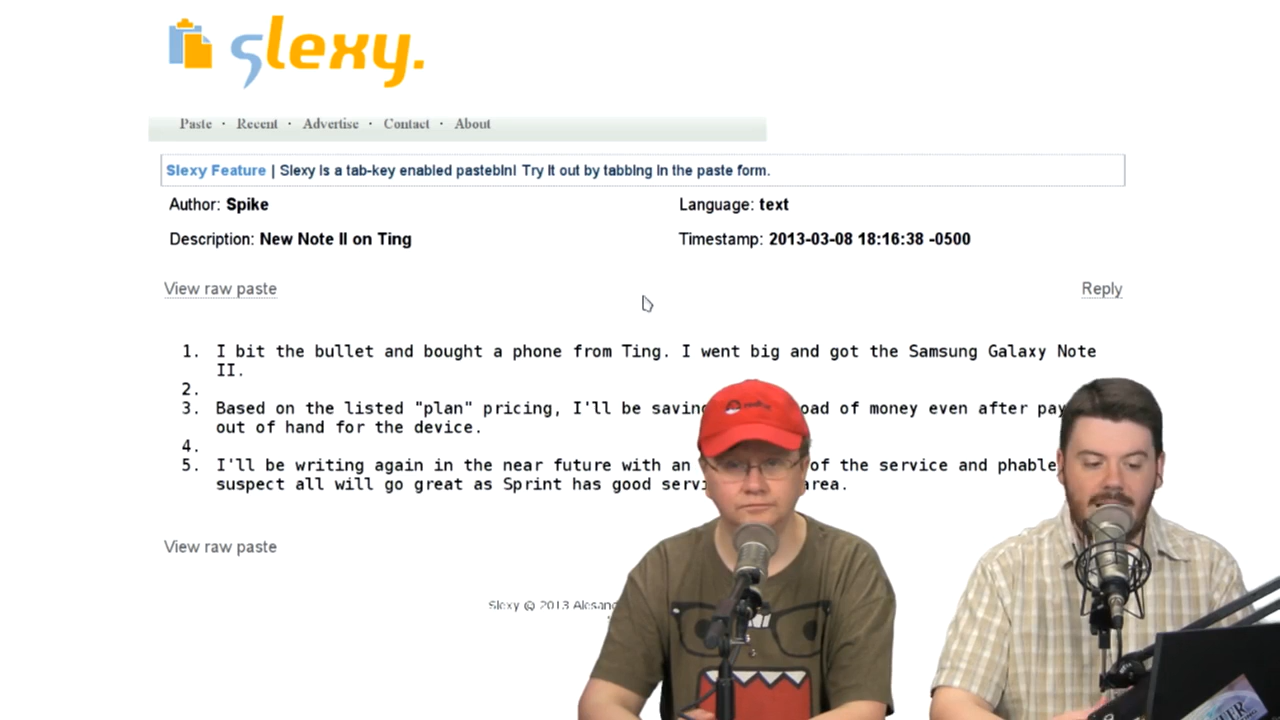 slexy.
Paste · Recent · Advertise · Contact · About
Slexy Feature | Slexy is a tab-key enabled pastebin! Try it out by tabbing in the paste form.
Author: Spike
Language: text
Description: New Note II on Ting
Timestamp: 2013-03-08 18:16:38 -0500
View raw paste
Reply
1. I bit the bullet and bought a phone from Ting. I went big and got the Samsung Galaxy Note
II.
2.
3. Based on the listed "plan" pricing, I'll be saving of money even after
out of hand for the device.
4.
5. I'll be writing again in the near future with an of the service and
suspect all will go great as Sprint has good area.
View raw paste
Slexy © 2013